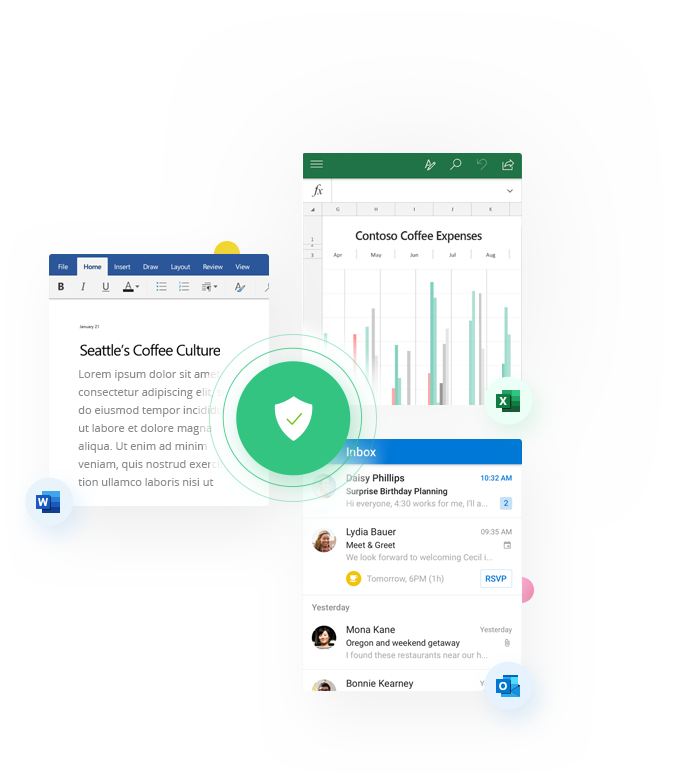 File Home Insert Draw Layout Review View
B I U A
January 21
Seattle's Coffee Culture
Lorem ipsum dolor sit amet
consectetur adipiscing elit, s
do eiusmod tempor incididu
ut labore et dolore magna
aliqua. Ut enim ad minim
veniam, quis nostrud exerci
tion ullamco laboris nisi ut
W
fx
G H I J E
1
2
3
Contoso Coffee Expenses
Apr May Jun Jul Aug
X
Inbox
Daisy Phillips 10:32 AM
Surprise Birthday Planning
Hi everyone, 4:30 works for me, I'll a... 2
Lydia Bauer 09:35 AM
Meet & Greet
We look forward to welcoming Cecil i...
Tomorrow, 6PM (1h) RSVP
Yesterday
Mona Kane Yesterday
Oregon and weekend getaway
I found these restaurants near our h...
Bonnie Kearney
O